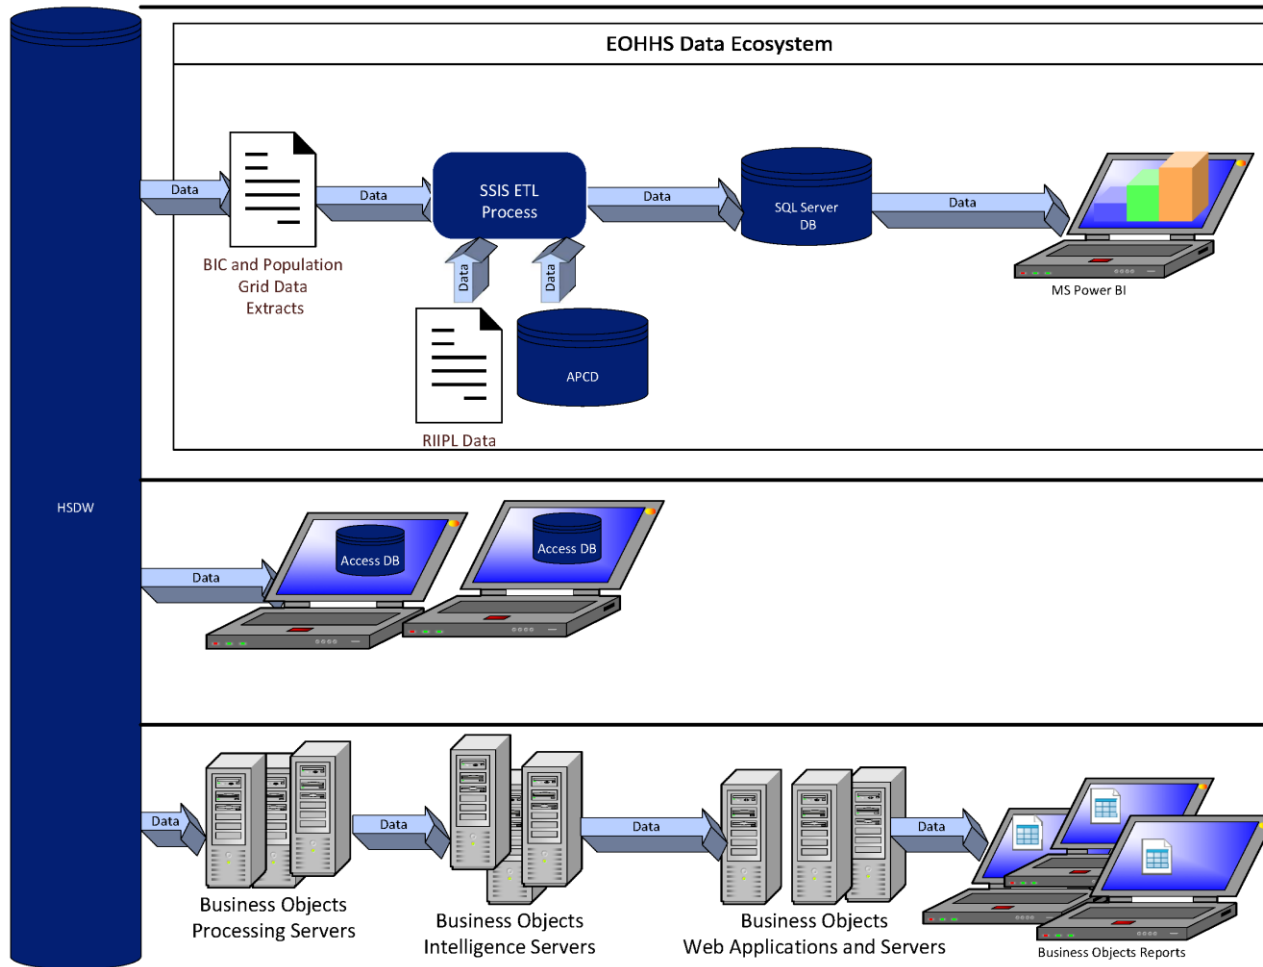 EOHHS Data Ecosystem
Data
Data
SSIS ETL
Process
Data
SQL Server
DB
Data
BIC and Population
Grid Data
Extracts
Data
Data
MS Power BI
APCD
RIIPL Data
HSDW
Access DB
Access DB
Data
Data
Data
Data
Data
Business Objects
Processing Servers
Business Objects
Intelligence Servers
Business Objects
Web Applications and Servers
Business Objects Reports